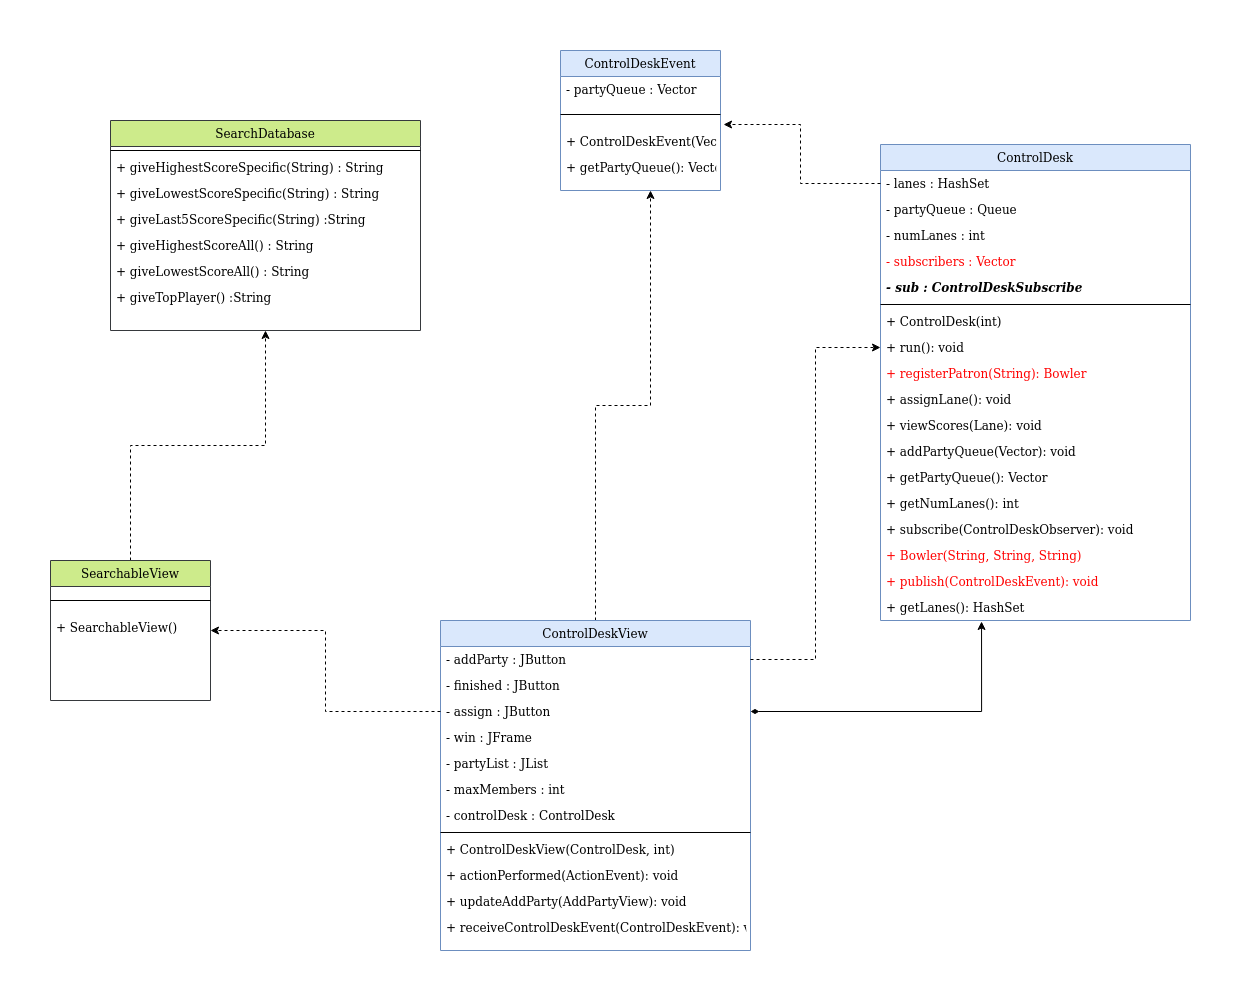 ControlDeskEvent
- partyQueue : Vector
+ ControlDeskEvent(Vec
+ getPartyQueue(): Vect
SearchDatabase
+ giveHighestScoreSpecific(String) : String
+ giveLowestScoreSpecific(String) : String
+ giveLast5ScoreSpecific(String) :String
+ giveHighestScoreAll() : String
+ giveLowestScoreAll() : String
+ giveTopPlayer() :String
ControlDesk
- lanes : HashSet
- partyQueue : Queue
- numLanes : int
- subscribers : Vector
- sub : ControlDeskSubscribe
+ ControlDesk(int)
+ run(): void
+ registerPatron(String): Bowler
+ assignLane(): void
+ viewScores(Lane): void
+ addPartyQueue(Vector): void
+ getPartyQueue(): Vector
+ getNumLanes(): int
+ subscribe(ControlDeskObserver): void
+ Bowler(String, String, String)
+ publish(ControlDeskEvent): void
+ getLanes(): HashSet
SearchableView
+ SearchableView()
ControlDeskView
- addParty : JButton
- finished : JButton
- assign : JButton
- win : JFrame
- partyList : JList
- maxMembers : int
- controlDesk : ControlDesk
+ ControlDeskView(ControlDesk, int)
+ actionPerformed(ActionEvent): void
+ updateAddParty(AddPartyView): void
+ receiveControlDeskEvent(ControlDeskEvent):